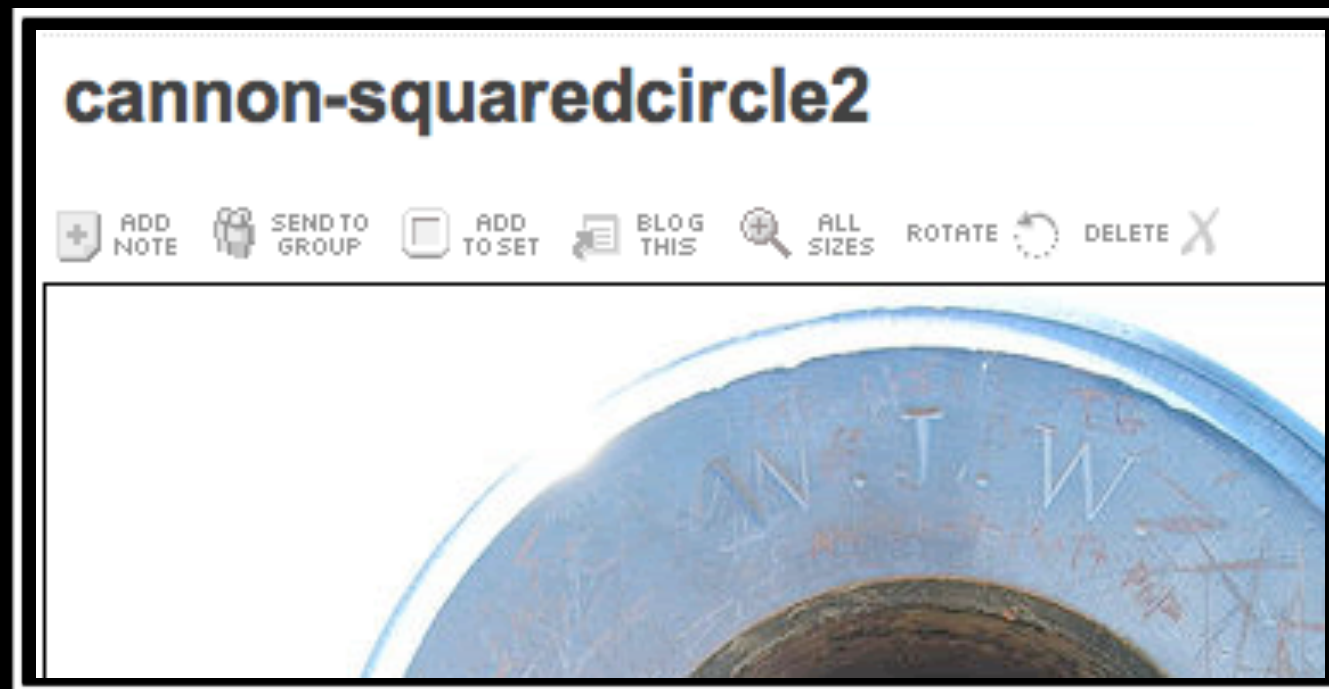 cannon-squaredcircle2
ADD NOTE SEND TO GROUP ADD TO SET BLOG THIS ALL SIZES ROTATE DELETE
W. J. W